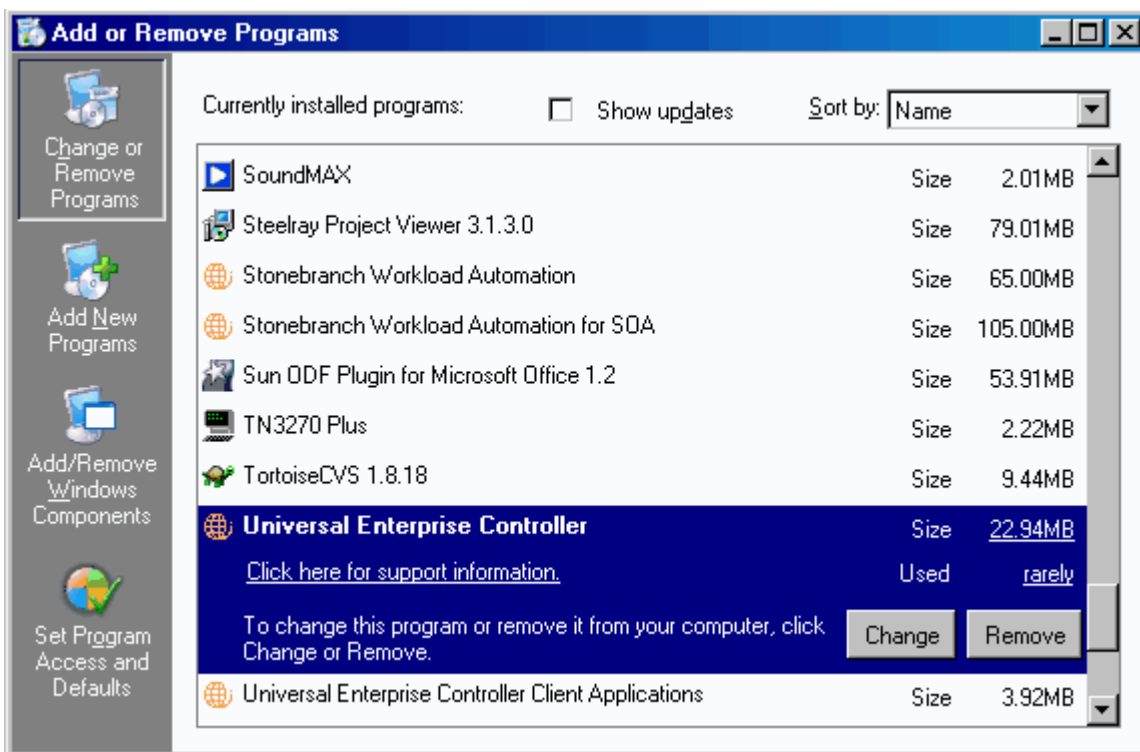 Add or Remove Programs
Change or
Remove
Programs
Add New
Programs
Add/Remove
Windows
Components
Set Program
Access and
Defaults
Currently installed programs: Show updates Sort by: Name
SoundMAX Size 2.01MB
Steelray Project Viewer 3.1.3.0 Size 79.01MB
Stonebranch Workload Automation Size 65.00MB
Stonebranch Workload Automation for SOA Size 105.00MB
Sun ODF Plugin for Microsoft Office 1.2 Size 53.91MB
TN3270 Plus Size 2.22MB
TortoiseCVS 1.8.18 Size 9.44MB
Universal Enterprise Controller Size 22.94MB
Click here for support information. Used rarely
To change this program or remove it from your computer, click
Change or Remove.
Change Remove
Universal Enterprise Controller Client Applications Size 3.92MB